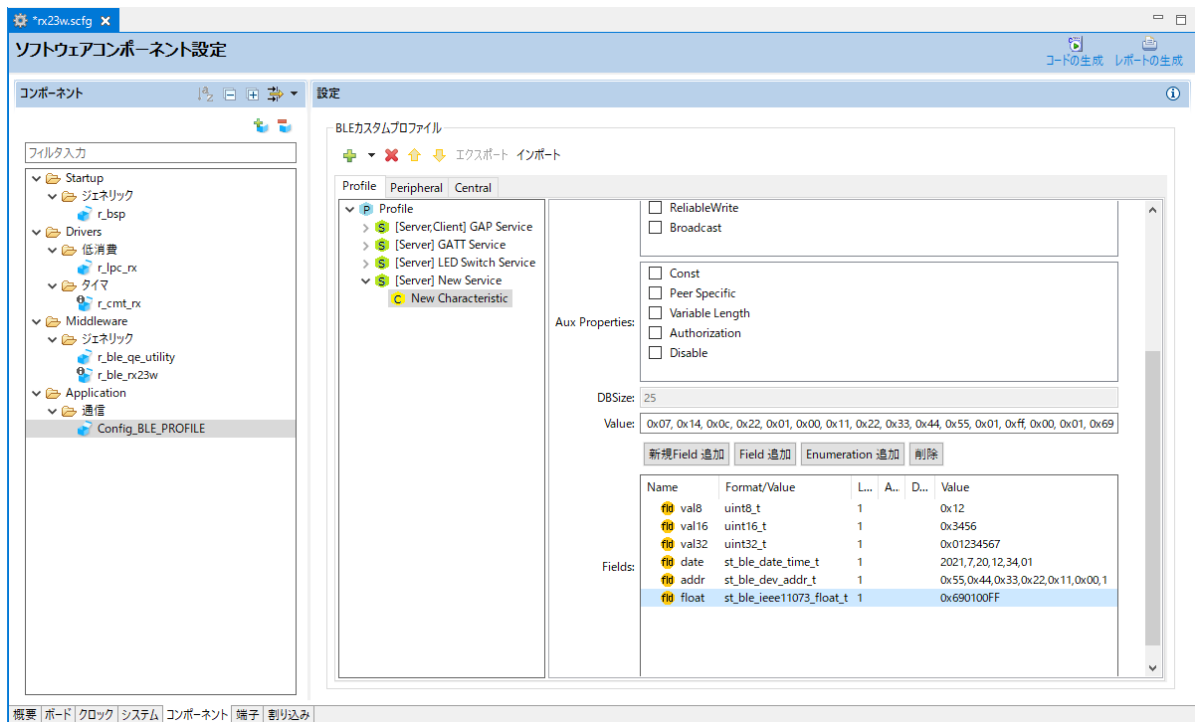 *rx23w.scfg
ソフトウェアコンポーネント設定
コードの生成 レポートの生成
コンポーネント
フィルタ入力
Startup
ジェネリック
r_bsp
Drivers
低消費
r_lpc_rx
タイマ
r_cmt_rx
Middleware
ジェネリック
r_ble_qe_utility
r_ble_rx23w
Application
通信
Config_BLE_PROFILE
設定
BLEカスタムプロファイル
エクスポート インポート
Profile Peripheral Central
Profile
[Server,Client] GAP Service
[Server] GATT Service
[Server] LED Switch Service
[Server] New Service
New Characteristic
ReliableWrite
Broadcast
Aux Properties:
Const
Peer Specific
Variable Length
Authorization
Disable
DBSize: 25
Value: 0x07, 0x14, 0x0c, 0x22, 0x01, 0x00, 0x11, 0x22, 0x33, 0x44, 0x55, 0x01, 0xff, 0x00, 0x01, 0x69
新規Field 追加 Field 追加 Enumeration 追加 削除
Fields:
Name Format/Value L... A.. D... Value
fld val8 uint8_t 1 0x12
fld val16 uint16_t 1 0x3456
fld val32 uint32_t 1 0x01234567
fld date st_ble_date_time_t 1 2021,7,20,12,34,01
fld addr st_ble_dev_addr_t 1 0x55,0x44,0x33,0x22,0x11,0x00,1
fld float st_ble_ieee11073_float_t 1 0x690100FF
概要 ボード クロック システム コンポーネント 端子 割り込み